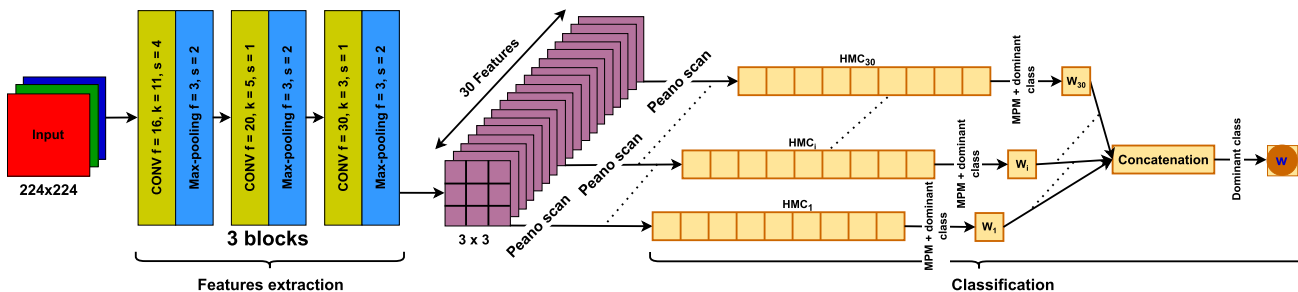 Input
224x224
CONV f = 16, k = 11, s = 4
Max-pooling f = 3, s = 2
CONV f = 20, k = 5, s = 1
Max-pooling f = 3, s = 2
CONV f = 30, k = 3, s = 1
Max-pooling f = 3, s = 2
3 blocks
Features extraction
30 Features
3 x 3
Peano scan
HMC30
MPM + dominant
class
W30
Peano scan
HMCi
MPM + dominant
class
Wi
Peano scan
HMC1
MPM + dominant
class
W1
Concatenation
Dominant class
W
Classification